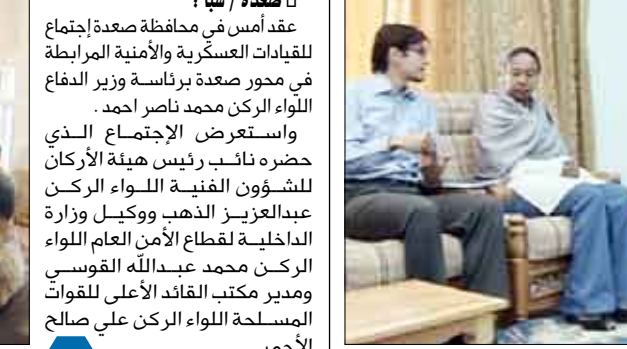 صعدة / سبأ :
عقد أمس في محافظة صعدة إجتماع
للقيادات العسكرية والأمنية المرابطة
في محور صعدة برئاسة وزير الدفاع
اللواء الركن محمد ناصر احمد .
واستعرض الإجتماع الذي
حضره نائب رئيس هيئة الأركان
للشؤون الفنية اللواء الركن
عبدالعزيز الذهب ووكيل وزارة
الداخلية لقطاع الأمن العام اللواء
الركن محمد عبدالله القوسي
ومدير مكتب القائد الأعلى للقوات
المسلحة اللواء الركن علي صالح